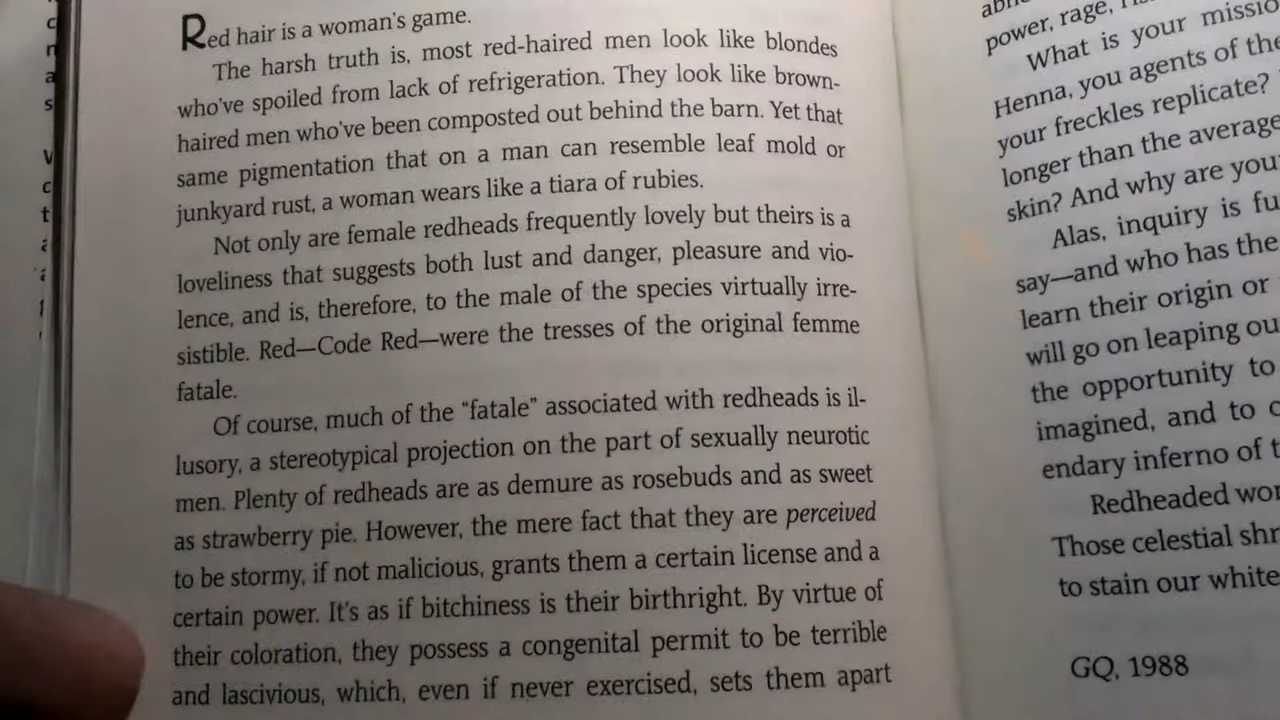 Red hair is a woman's game.
The harsh truth is, most red-haired men look like blondes
who've spoiled from lack of refrigeration. They look like brown-
haired men who've been composted out behind the barn. Yet that
same pigmentation that on a man can resemble leaf mold or
junkyard rust, a woman wears like a tiara of rubies.
Not only are female redheads frequently lovely but theirs is a
loveliness that suggests both lust and danger, pleasure and vio-
lence, and is, therefore, to the male of the species virtually irre-
sistible. Red—Code Red—were the tresses of the original femme
fatale.
Of course, much of the "fatale" associated with redheads is il-
lusory, a stereotypical projection on the part of sexually neurotic
men. Plenty of redheads are as demure as rosebuds and as sweet
as strawberry pie. However, the mere fact that they are perceived
to be stormy, if not malicious, grants them a certain license and a
certain power. It's as if bitchiness is their birthright. By virtue of
their coloration, they possess a congenital permit to be terrible
and lascivious, which, even if never exercised, sets them apart
power, rage,
What is your
Henna, you agents of the
your freckles replicate?
longer than the average
skin? And why are
Alas, inquiry is
say—and who has the
learn their origin or
will go on leaping
the opportunity to
imagined, and to
inferno of
Redheaded
Those celestial
to stain our white
GQ, 1988